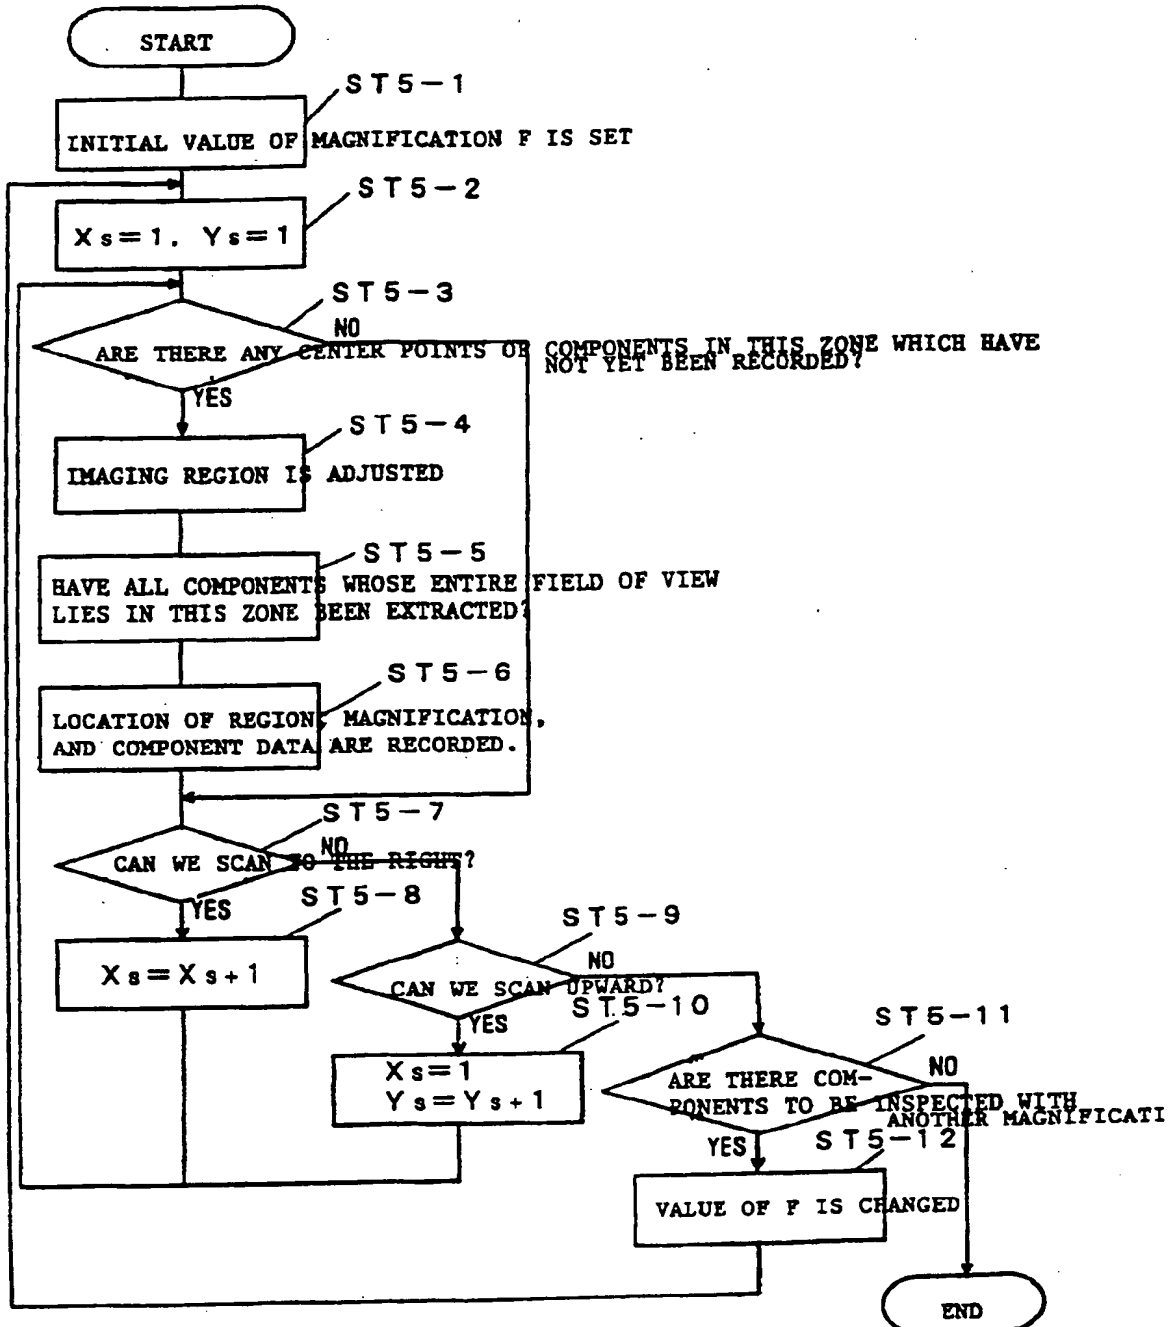 START
ST5-1
INITIAL VALUE OF MAGNIFICATION F IS SET
ST5-2
Xs=1. Ys=1
ST5-3
NO
ARE THERE ANY CENTER POINTS OF COMPONENTS IN THIS ZONE WHICH HAVE
NOT YET BEEN RECORDED?
YES
ST5-4
IMAGING REGION IS ADJUSTED
ST5-5
HAVE ALL COMPONENTS WHOSE ENTIRE FIELD OF VIEW
LIES IN THIS ZONE BEEN EXTRACTED?
ST5-6
LOCATION OF REGION, MAGNIFICATION,
AND COMPONENT DATA ARE RECORDED.
ST5-7
NO
CAN WE SCAN TO THE RIGHT?
YES
ST5-8
Xs=Xs+1
ST5-9
NO
CAN WE SCAN UPWARD?
YES
ST5-10
Xs=1
Ys=Ys+1
ST5-11
NO
ARE THERE COM-
PONENTS TO BE INSPECTED WITH
ANOTHER MAGNIFICATI
YES
ST5-12
VALUE OF F IS CHANGED
END